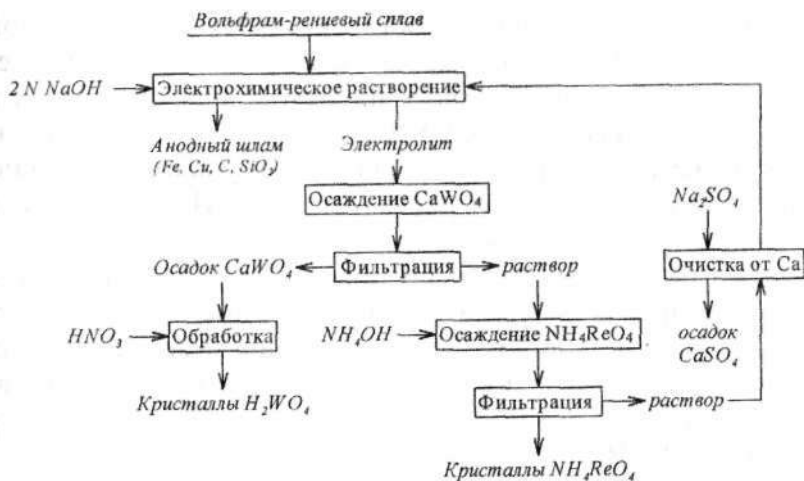 Вольфрам-рениевый сплав
2 N NaOH
Электрохимическое растворение
Анодный шлам
(Fe, Cu, C, SiO₂)
Электролит
Осаждение CaWO₄
Na₂SO₄
Осадок CaWO₄
Фильтрация
раствор
Очистка от Ca
HNO₃
Обработка
NH₄OH
Осаждение NH₄ReO₄
осадок
CaSO₄
Кристаллы H₂WO₄
Фильтрация
раствор
Кристаллы NH₄ReO₄